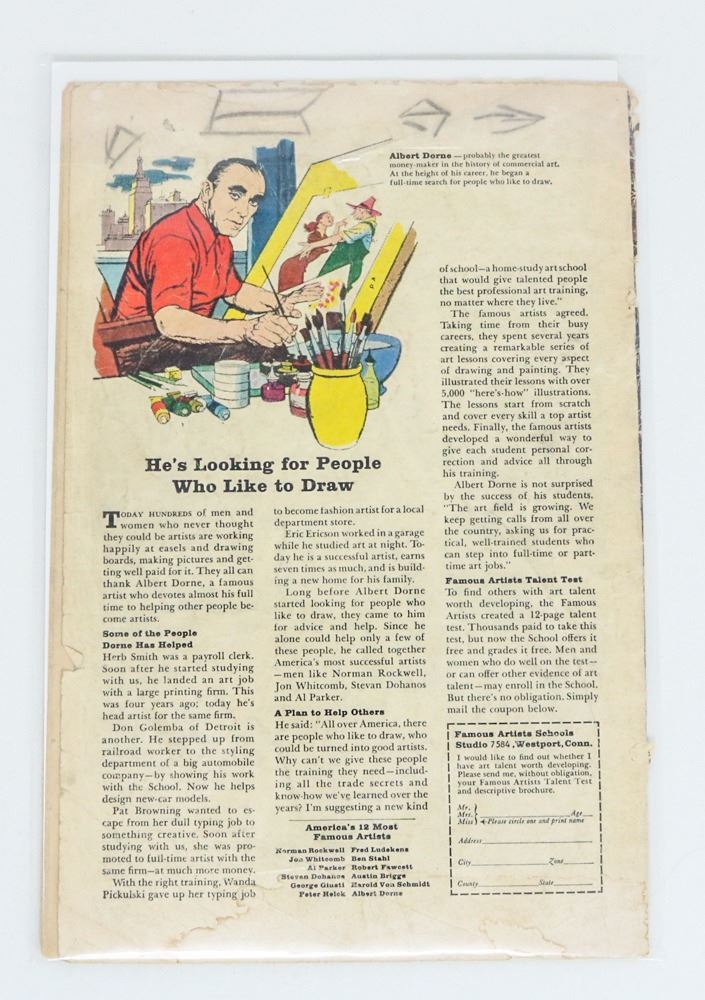 Albert Dorne — probably the greatest
money-maker in the history of commercial art.
At the height of his career, he began a
full-time search for people who like to draw.
He's Looking for People
Who Like to Draw
TODAY HUNDREDS of men and
women who never thought
they could be artists are working
happily at easels and drawing
boards, making pictures and get-
ting well paid for it. They all can
thank Albert Dorne, a famous
artist who devotes almost his full
time to helping other people be-
come artists.
Some of the People
Dorne Has Helped
Herb Smith was a payroll clerk.
Soon after he started studying
with us, he landed an art job
with a large printing firm. This
was four years ago; today he's
head artist for the same firm.
Don Golemba of Detroit is
another. He stepped up from
railroad worker to the styling
department of a big automobile
company—by showing his work
with the School. Now he helps
design new-car models.
Pat Browning wanted to es-
cape from her dull typing job to
something creative. Soon after
studying with us, she was pro-
moted to full-time artist with the
same firm—at much more money.
With the right training, Wanda
Pickulski gave up her typing job
to become fashion artist for a local
department store.
Eric Ericson worked in a garage
while he studied art at night. To-
day he is a successful artist, earns
seven times as much, and is build-
ing a new home for his family.
Long before Albert Dorne
started looking for people who
like to draw, they came to him
for advice and help. Since he
alone could help only a few of
these people, he called together
America's most successful artists
—men like Norman Rockwell,
Jon Whitcomb, Stevan Dohanos
and Al Parker.
A Plan to Help Others
He said: "All over America, there
are people who like to draw, who
could be turned into good artists.
Why can't we give these people
the training they need—includ-
ing all the trade secrets and
know-how we've learned over the
years? I'm suggesting a new kind
America's 12 Most
Famous Artists
Norman Rockwell Fred Ludekens
Jon Whitcomb Ben Stahl
Al Parker Robert Fawcett
Stevan Dohanos Austin Briggs
George Giusti Harold Von Schmidt
Peter Helck Albert Dorne
of school—a home-study art school
that would give talented people
the best professional art training,
no matter where they live."
The famous artists agreed.
Taking time from their busy
careers, they spent several years
creating a remarkable series of
art lessons covering every aspect
of drawing and painting. They
illustrated their lessons with over
5,000 "here's-how" illustrations.
The lessons start from scratch
and cover every skill a top artist
needs. Finally, the famous artists
developed a wonderful way to
give each student personal cor-
rection and advice all through
his training.
Albert Dorne is not surprised
by the success of his students.
"The art field is growing. We
keep getting calls from all over
the country, asking us for prac-
tical, well-trained students who
can step into full-time or part-
time art jobs."
Famous Artists Talent Test
To find others with art talent
worth developing, the Famous
Artists created a 12-page talent
test. Thousands paid to take this
test, but now the School offers it
free and grades it free. Men and
women who do well on the test—
or can offer other evidence of art
talent—may enroll in the School.
But there's no obligation. Simply
mail the coupon below.
Famous Artists Schools
Studio 7584, Westport, Conn.
I would like to find out whether I
have art talent worth developing.
Please send me, without obligation,
your Famous Artists Talent Test
and descriptive brochure.
Mr.
Mrs. Age
Miss Please circle one and print name
Address
City Zone
County State